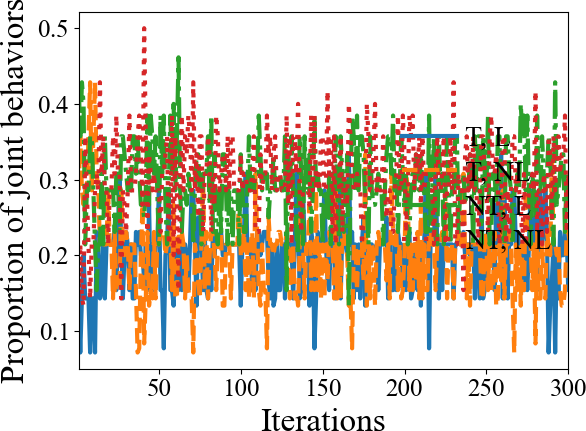 Proportion of joint behaviors
0.5
0.4
0.3
0.2
0.1
T, L
T, NL
NT, L
NT, NL
50
100
150
200
250
300
Iterations